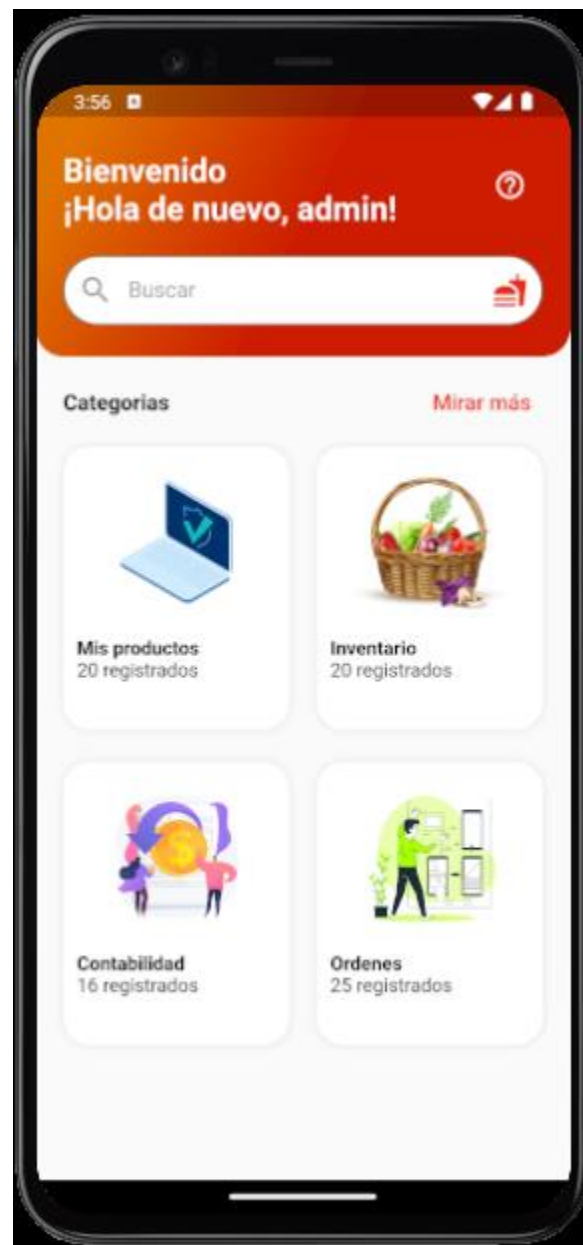 3:56
Bienvenido
¡Hola de nuevo, admin!
Buscar
Categorias
Mirar más
Mis productos
20 registrados
Inventario
20 registrados
Contabilidad
16 registrados
Ordenes
25 registrados